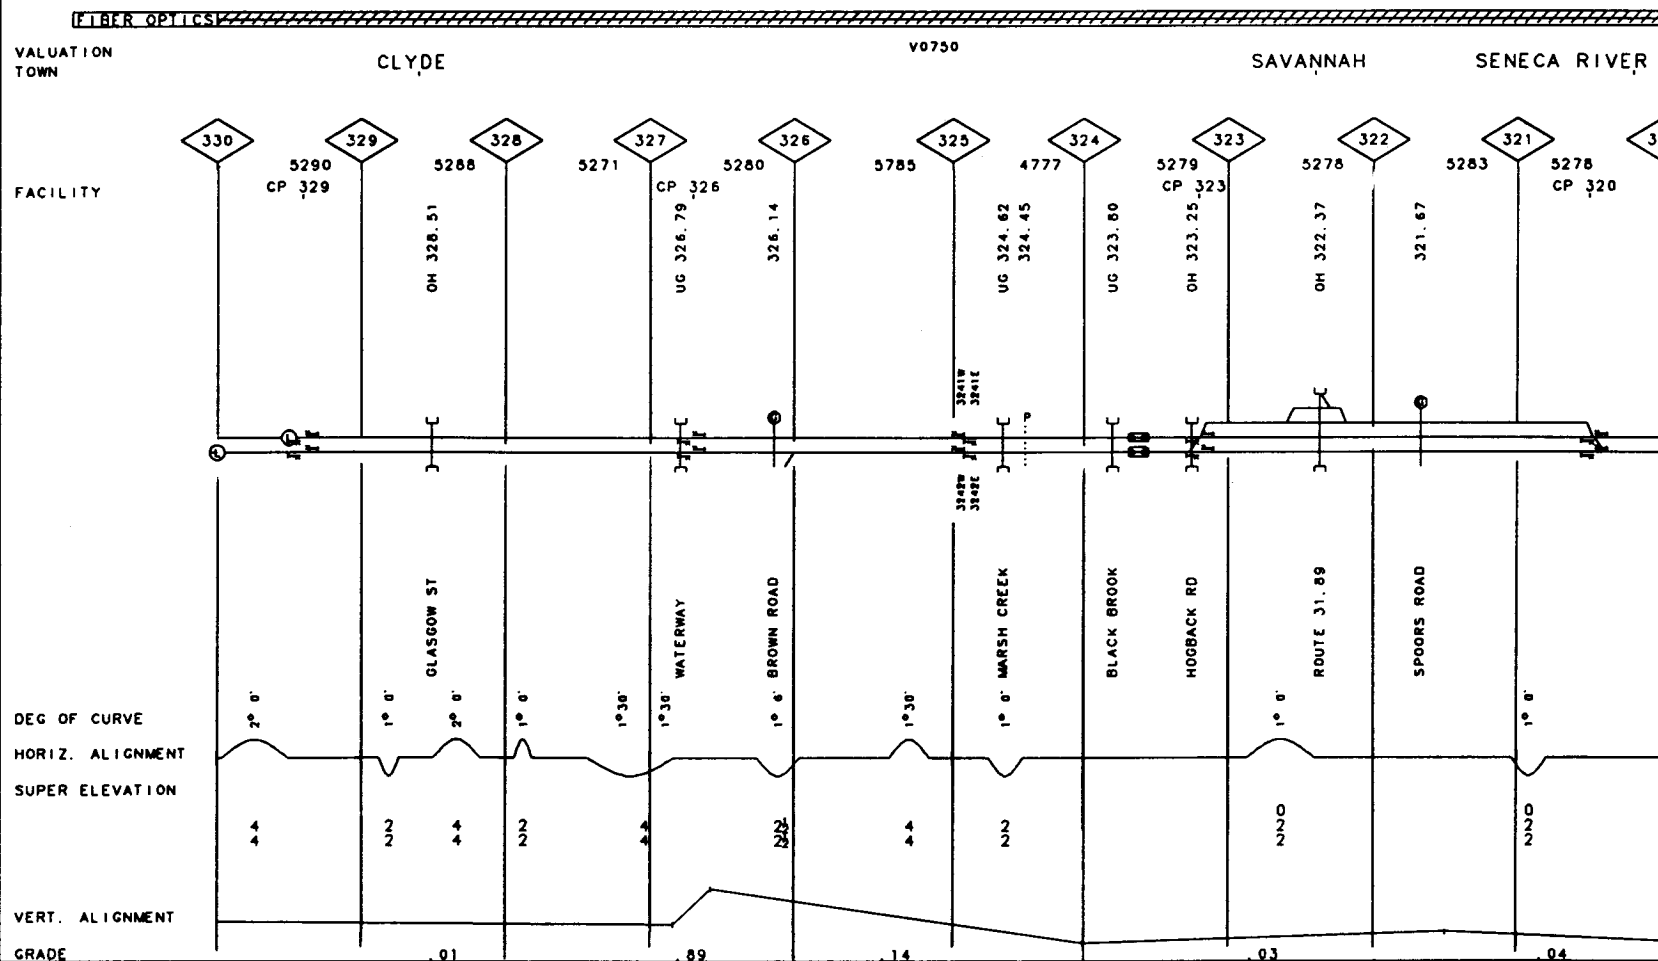 FIBER OPTICS
VALUATION V0750
TOWN CLYDE SAVANNAH SENECA RIVER
330 329 328 327 326 325 324 323 322 321
5290 5288 5271 5280 5785 4777 5279 5278 5283 5278
FACILITY CP 329 CP 326 CP 323 CP 320
OH 328.51
UG 326.79
326.14
UG 324.62
324.45
UG 323.80
OH 323.25
OH 322.37
321.67
3241W
3241E
P
3242W
3242E
GLASGOW ST
WATERWAY
BROWN ROAD
MARSH CREEK
BLACK BROOK
HOGBACK RD
ROUTE 31.89
SPOORS ROAD
DEG OF CURVE 2° 0' 1° 0' 2° 0' 1° 0' 1°30' 1°30' 1° 6' 1°30' 1° 0' 1° 0' 1° 0'
HORIZ. ALIGNMENT
SUPER ELEVATION
0 0
4 2 4 2 4 4 2 2 2
4 2 4 2 4 4 2 2 2
VERT. ALIGNMENT
GRADE .01 .89 .14 .03 .04